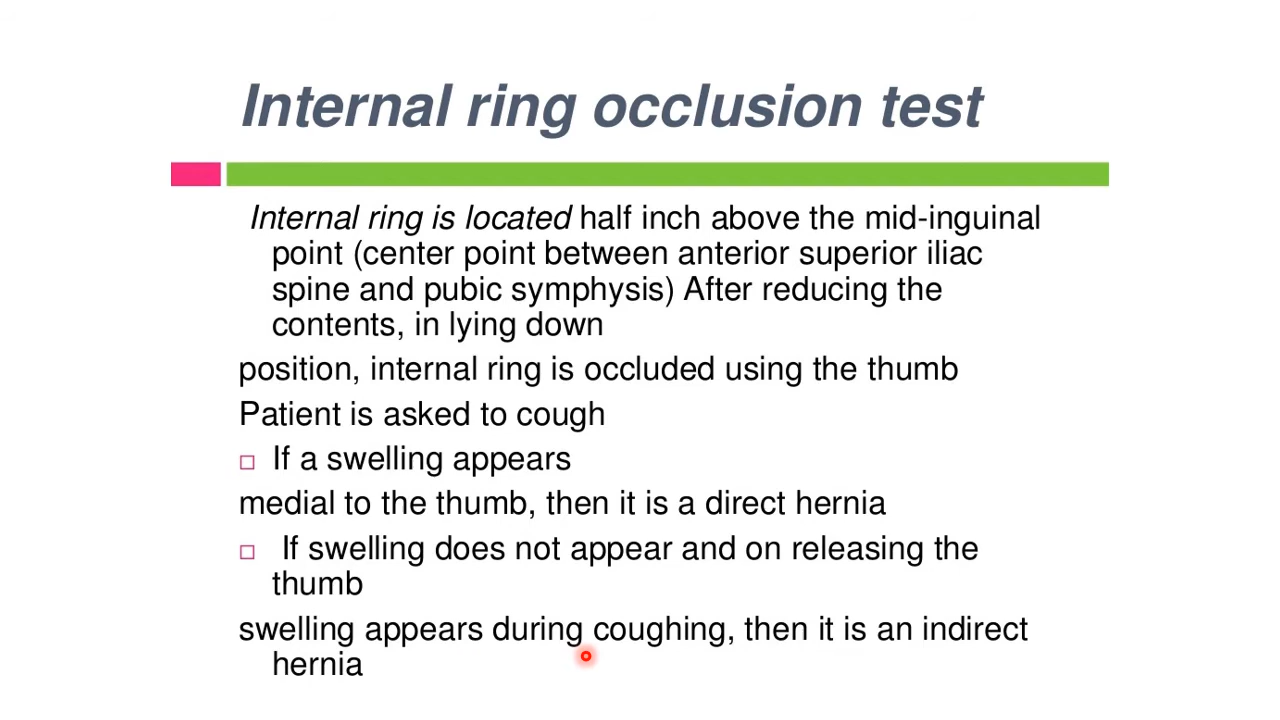 Internal ring occlusion test
Internal ring is located half inch above the mid-inguinal
point (center point between anterior superior iliac
spine and pubic symphysis) After reducing the
contents, in lying down
position, internal ring is occluded using the thumb
Patient is asked to cough
If a swelling appears
medial to the thumb, then it is a direct hernia
If swelling does not appear and on releasing the
thumb
swelling appears during coughing, then it is an indirect
hernia